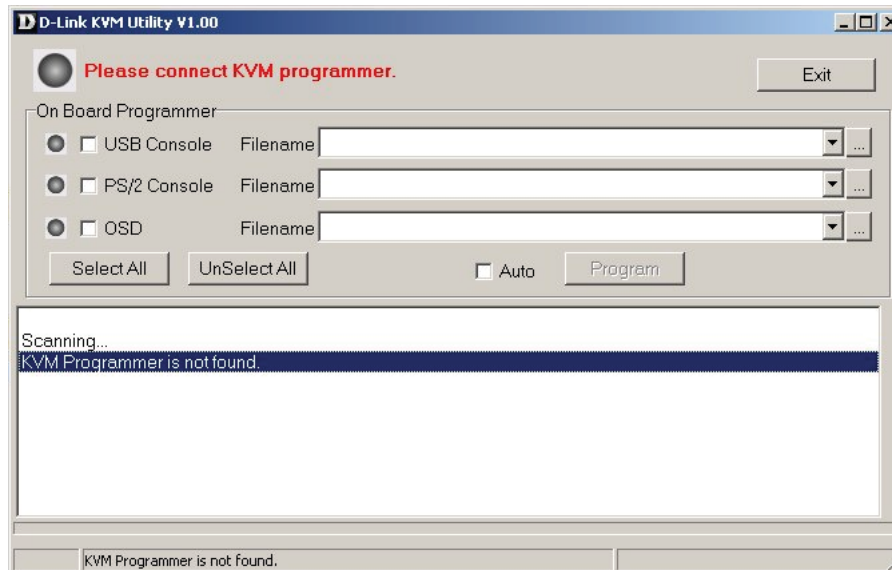 D-Link KVM Utility V1.00
Please connect KVM programmer.
Exit
On Board Programmer
USB Console Filename ...
PS/2 Console Filename ...
OSD Filename ...
Select All UnSelect All Auto Program
Scanning...
KVM Programmer is not found.
KVM Programmer is not found.